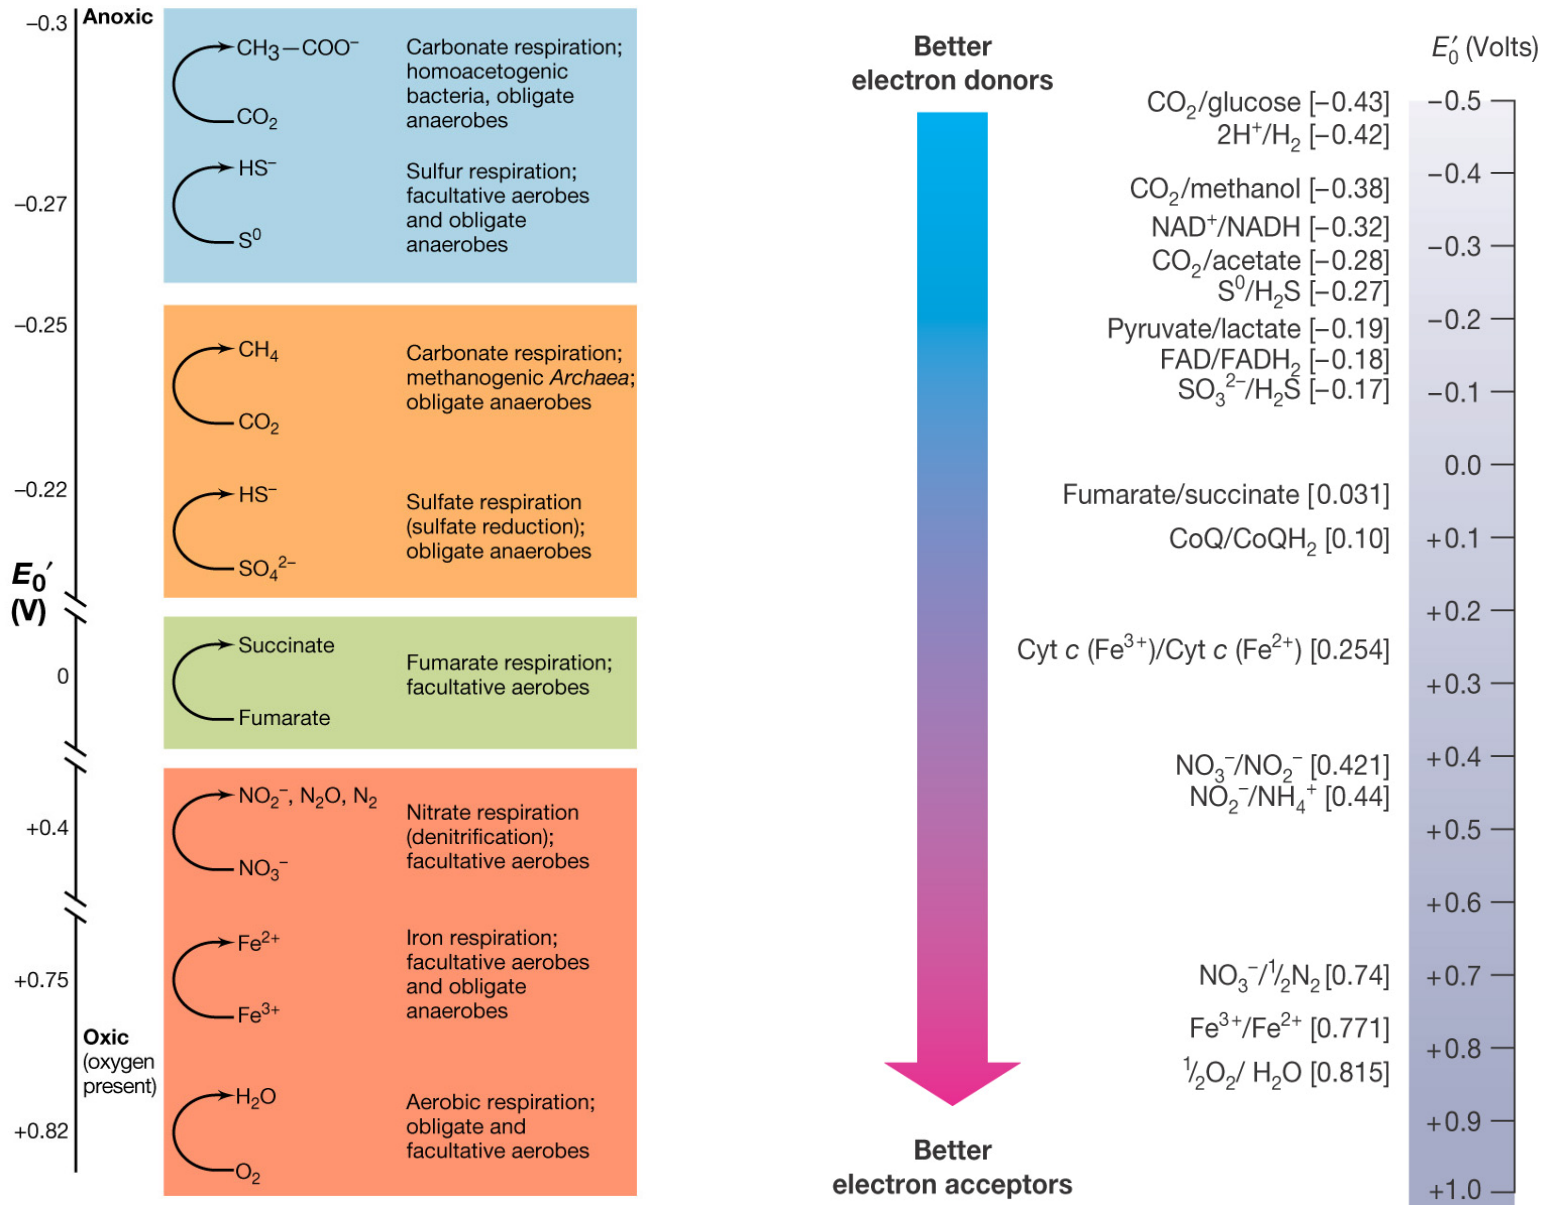 −0.3
Anoxic
CH3—COO⁻
CO₂
Carbonate respiration;
homoacetogenic
bacteria, obligate
anaerobes
−0.27
HS⁻
S⁰
Sulfur respiration;
facultative aerobes
and obligate
anaerobes
−0.25
CH₄
CO₂
Carbonate respiration;
methanogenic Archaea;
obligate anaerobes
−0.22
HS⁻
SO₄²⁻
Sulfate respiration
(sulfate reduction);
obligate anaerobes
E₀′
(V)
0
Succinate
Fumarate
Fumarate respiration;
facultative aerobes
+0.4
NO₂⁻, N₂O, N₂
NO₃⁻
Nitrate respiration
(denitrification);
facultative aerobes
+0.75
Fe²⁺
Fe³⁺
Iron respiration;
facultative aerobes
and obligate
anaerobes
Oxic
(oxygen
present)
+0.82
H₂O
O₂
Aerobic respiration;
obligate and
facultative aerobes
Better
electron donors
Better
electron acceptors
CO₂/glucose [−0.43]
2H⁺/H₂ [−0.42]
CO₂/methanol [−0.38]
NAD⁺/NADH [−0.32]
CO₂/acetate [−0.28]
S⁰/H₂S [−0.27]
Pyruvate/lactate [−0.19]
FAD/FADH₂ [−0.18]
SO₃²⁻/H₂S [−0.17]
Fumarate/succinate [0.031]
CoQ/CoQH₂ [0.10]
Cyt c (Fe³⁺)/Cyt c (Fe²⁺) [0.254]
NO₃⁻/NO₂⁻ [0.421]
NO₂⁻/NH₄⁺ [0.44]
NO₃⁻/½N₂ [0.74]
Fe³⁺/Fe²⁺ [0.771]
½O₂/ H₂O [0.815]
E₀′ (Volts)
−0.5
−0.4
−0.3
−0.2
−0.1
0.0
+0.1
+0.2
+0.3
+0.4
+0.5
+0.6
+0.7
+0.8
+0.9
+1.0